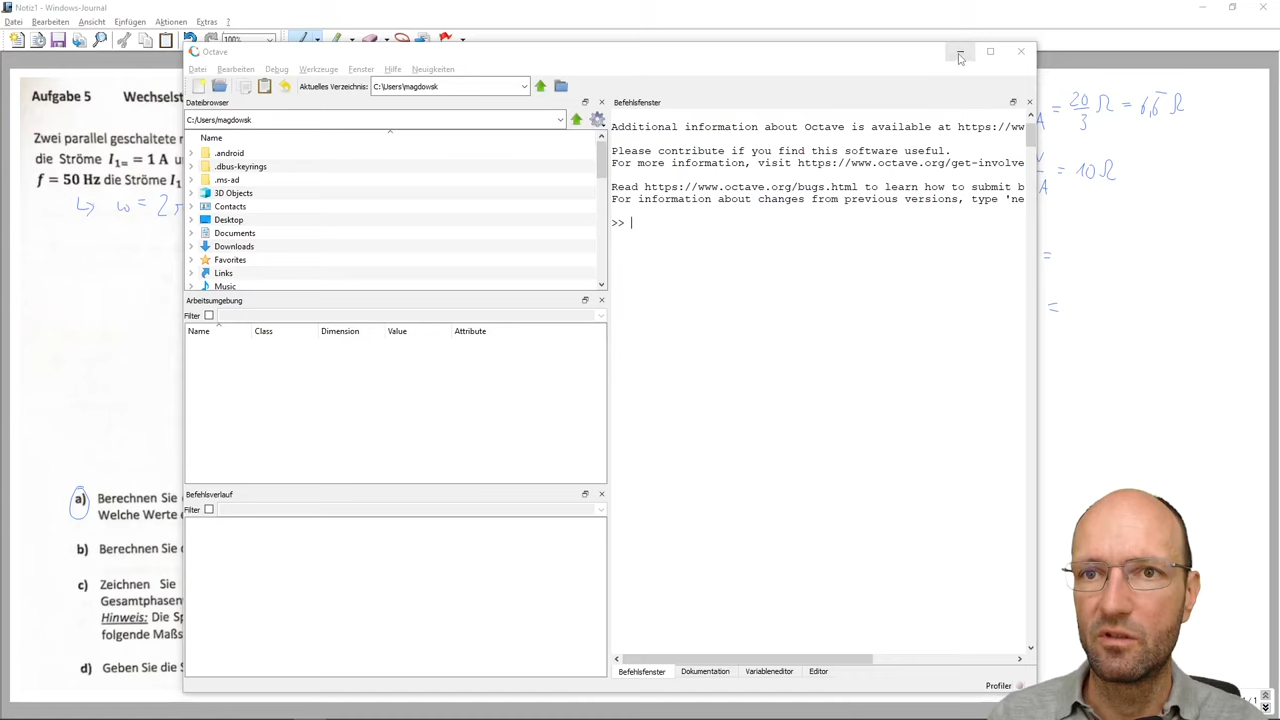 Notiz1 - Windows-Journal
Datei Bearbeiten Ansicht Einfügen Aktionen Extras ?
100%
Aufgabe 5 Wechselst
Zwei parallel geschaltete r
die Ströme I1= = 1 A u
f = 50 Hz die Ströme I1
↳ ω = 2π
a) Berechnen Sie
Welche Werte
b) Berechnen Sie
c) Zeichnen Sie
Gesamtphasen
Hinweis: Die Sp
folgende Maßs
d) Geben Sie die S
Octave
Datei Bearbeiten Debug Werkzeuge Fenster Hilfe Neuigkeiten
Aktuelles Verzeichnis: C:\Users\magdowsk
Dateibrowser
C:/Users/magdowsk
Name
.android
.dbus-keyrings
.ms-ad
3D Objects
Contacts
Desktop
Documents
Downloads
Favorites
Links
Music
Arbeitsumgebung
Filter
Name Class Dimension Value Attribute
Befehlsverlauf
Filter
Befehlsfenster
Additional information about Octave is available at https://ww
Please contribute if you find this software useful.
For more information, visit https://www.octave.org/get-involve
Read https://www.octave.org/bugs.html to learn how to submit b
For information about changes from previous versions, type 'ne
>>
Befehlsfenster Dokumentation Variableneditor Editor
Profiler
A = 20/3 Ω = 6,6̅ Ω
A = 10 Ω
=
=
1/1